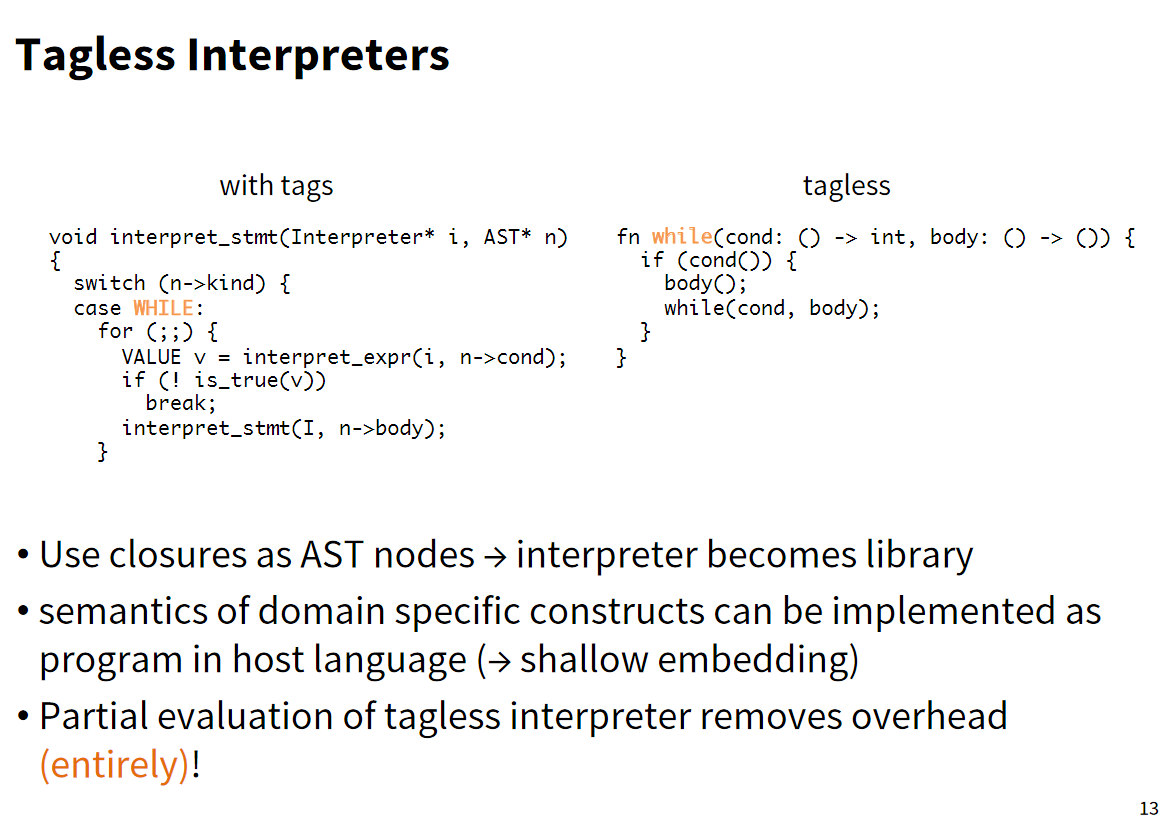 Tagless Interpreters
with tags
void interpret_stmt(Interpreter* i, AST* n)
{
switch (n->kind) {
case WHILE:
for (;;) {
VALUE v = interpret_expr(i, n->cond);
if (! is_true(v))
break;
interpret_stmt(I, n->body);
}
tagless
fn while(cond: () -> int, body: () -> ()) {
if (cond()) {
body();
while(cond, body);
}
}
• Use closures as AST nodes → interpreter becomes library
• semantics of domain specific constructs can be implemented as
program in host language (→ shallow embedding)
• Partial evaluation of tagless interpreter removes overhead
(entirely)!
13